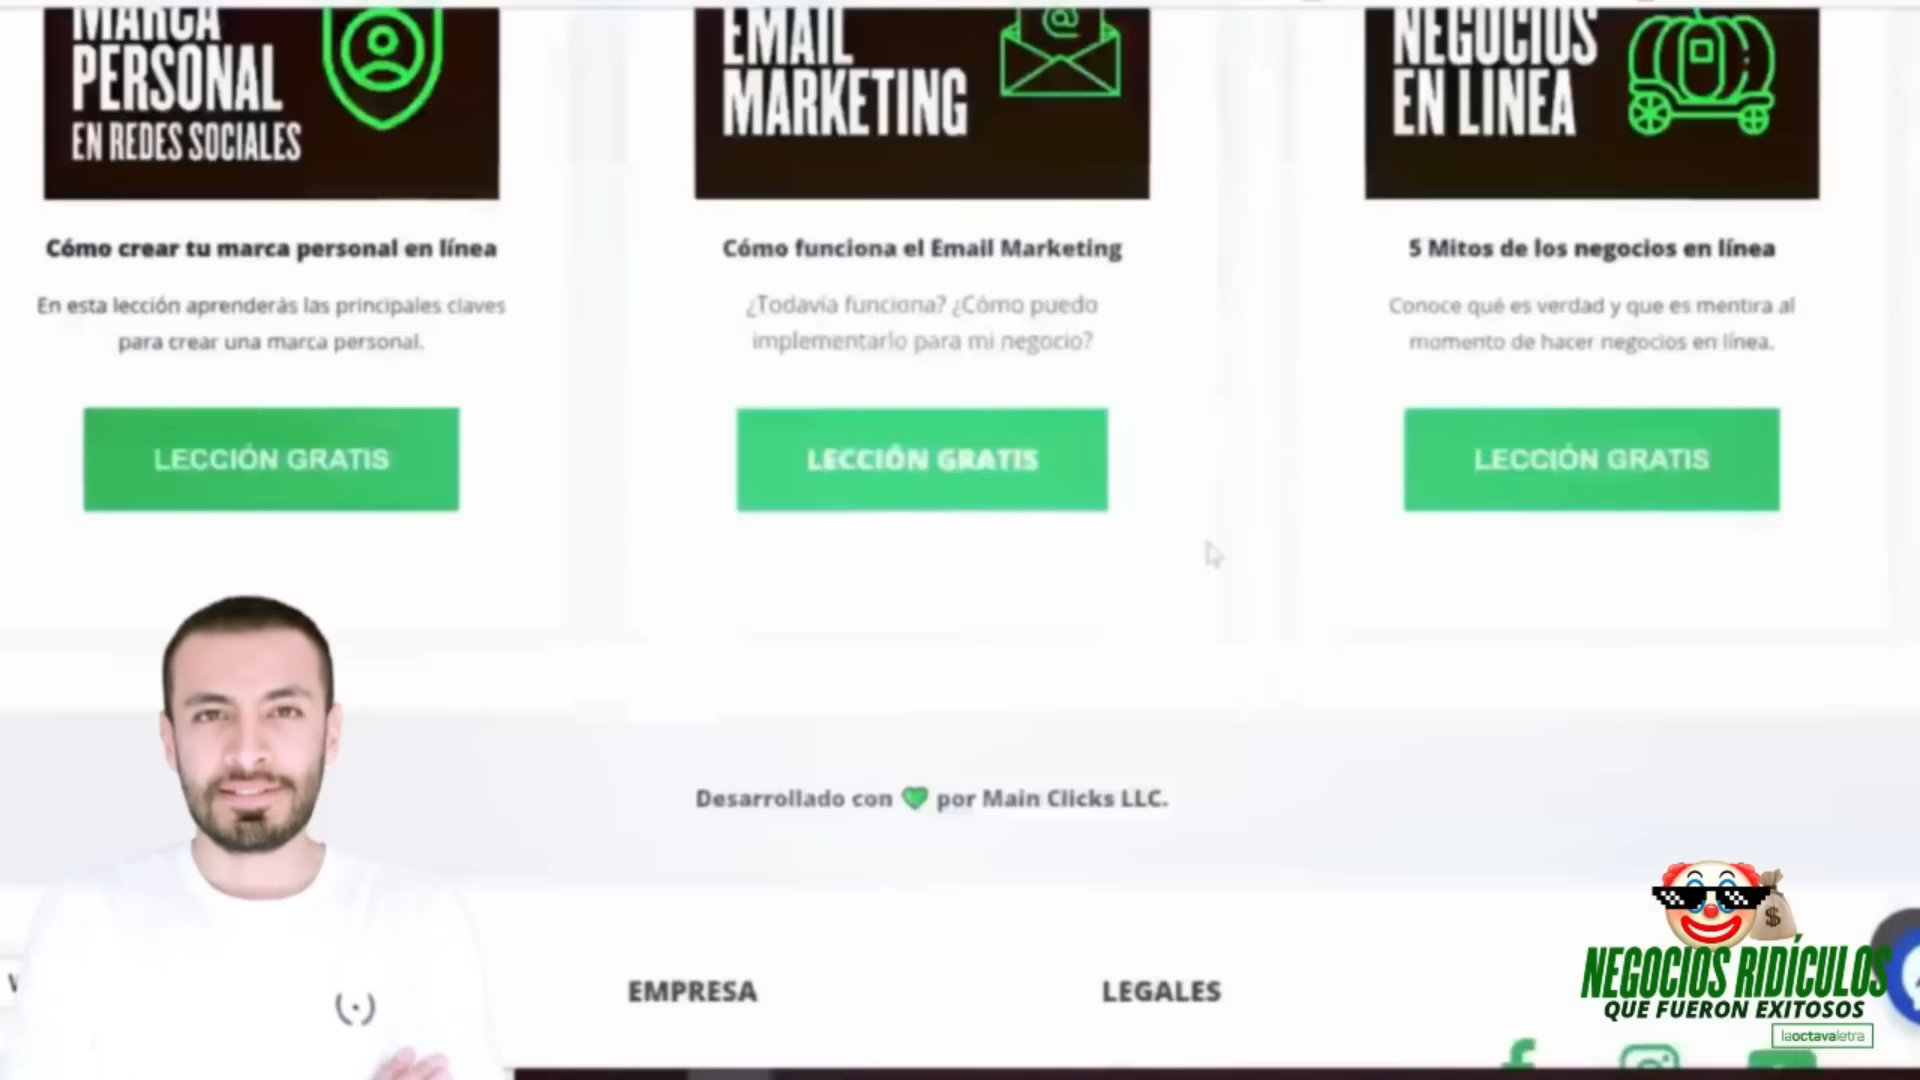 MARCA
PERSONAL
EN REDES SOCIALES
EMAIL
MARKETING
NEGOCIOS
EN LINEA
Cómo crear tu marca personal en línea
En esta lección aprenderás las principales claves
para crear una marca personal.
LECCIÓN GRATIS
Cómo funciona el Email Marketing
¿Todavía funciona? ¿Cómo puedo
implementarlo para mi negocio?
LECCIÓN GRATIS
5 Mitos de los negocios en línea
Conoce qué es verdad y que es mentira al
momento de hacer negocios en línea.
LECCIÓN GRATIS
Desarrollado con 💚 por Main Clicks LLC.
EMPRESA
LEGALES
NEGOCIOS RIDÍCULOS
QUE FUERON EXITOSOS
laoctavaletra